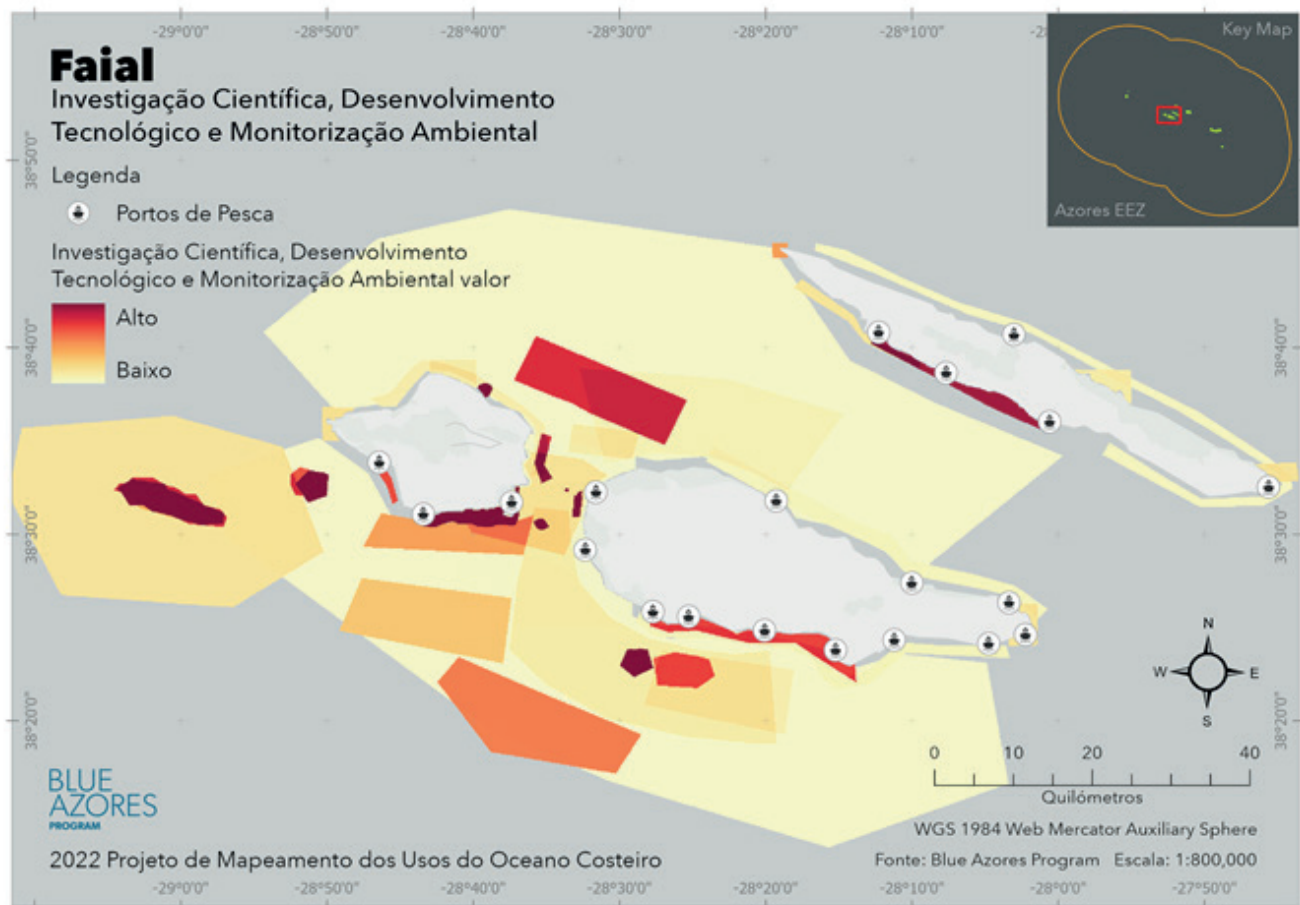 -29°0'0"
-28°50'0"
-28°40'0"
-28°30'0"
-28°20'0"
-28°10'0"
Key Map
Azores EEZ
Faial
Investigação Científica, Desenvolvimento
Tecnológico e Monitorização Ambiental
Legenda
Portos de Pesca
Investigação Científica, Desenvolvimento
Tecnológico e Monitorização Ambiental valor
Alto
Baixo
38°50'0"
38°40'0"
38°30'0"
38°20'0"
38°50'0"
38°40'0"
38°30'0"
38°20'0"
N
W
E
S
0 10 20 40
Quilómetros
WGS 1984 Web Mercator Auxiliary Sphere
Fonte: Blue Azores Program Escala: 1:800,000
BLUE
AZORES
PROGRAM
2022 Projeto de Mapeamento dos Usos do Oceano Costeiro
-29°0'0"
-28°50'0"
-28°40'0"
-28°30'0"
-28°20'0"
-28°10'0"
-28°0'0"
-27°50'0"